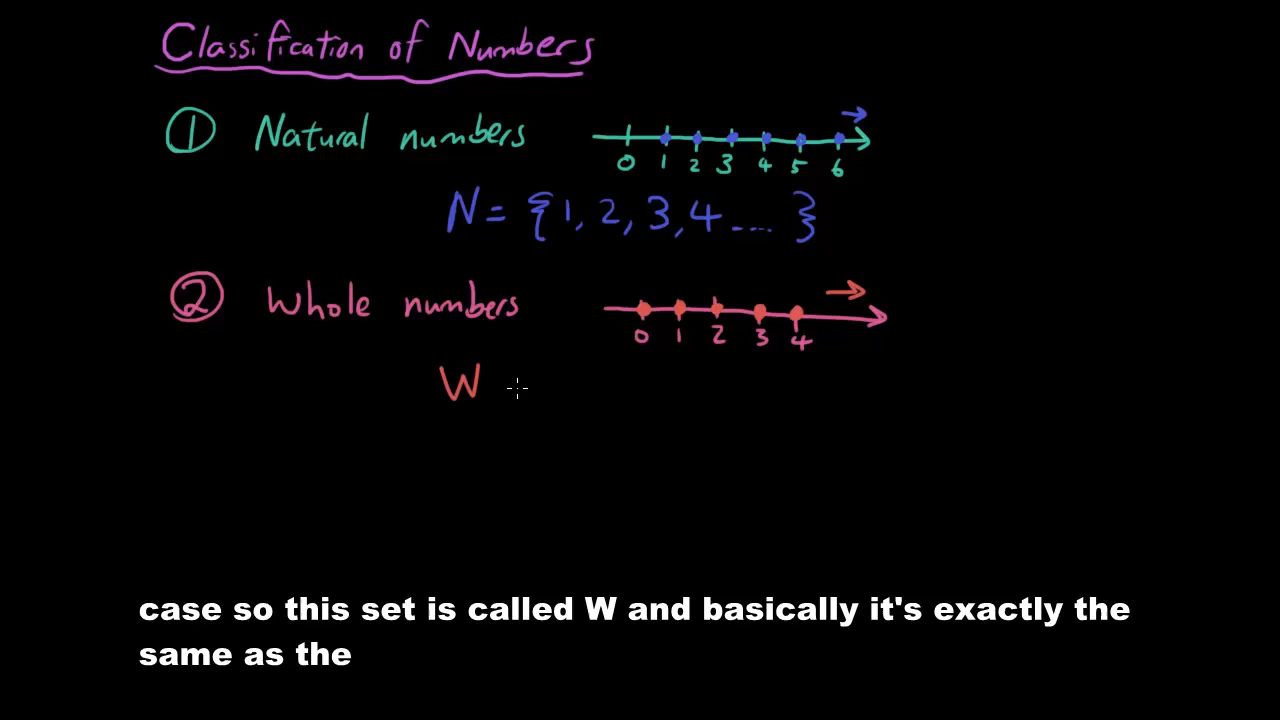 Classification of Numbers
① Natural numbers
0 1 2 3 4 5 6
N = {1, 2, 3, 4 .... }
② Whole numbers
0 1 2 3 4
W
case so this set is called W and basically it's exactly the
same as the